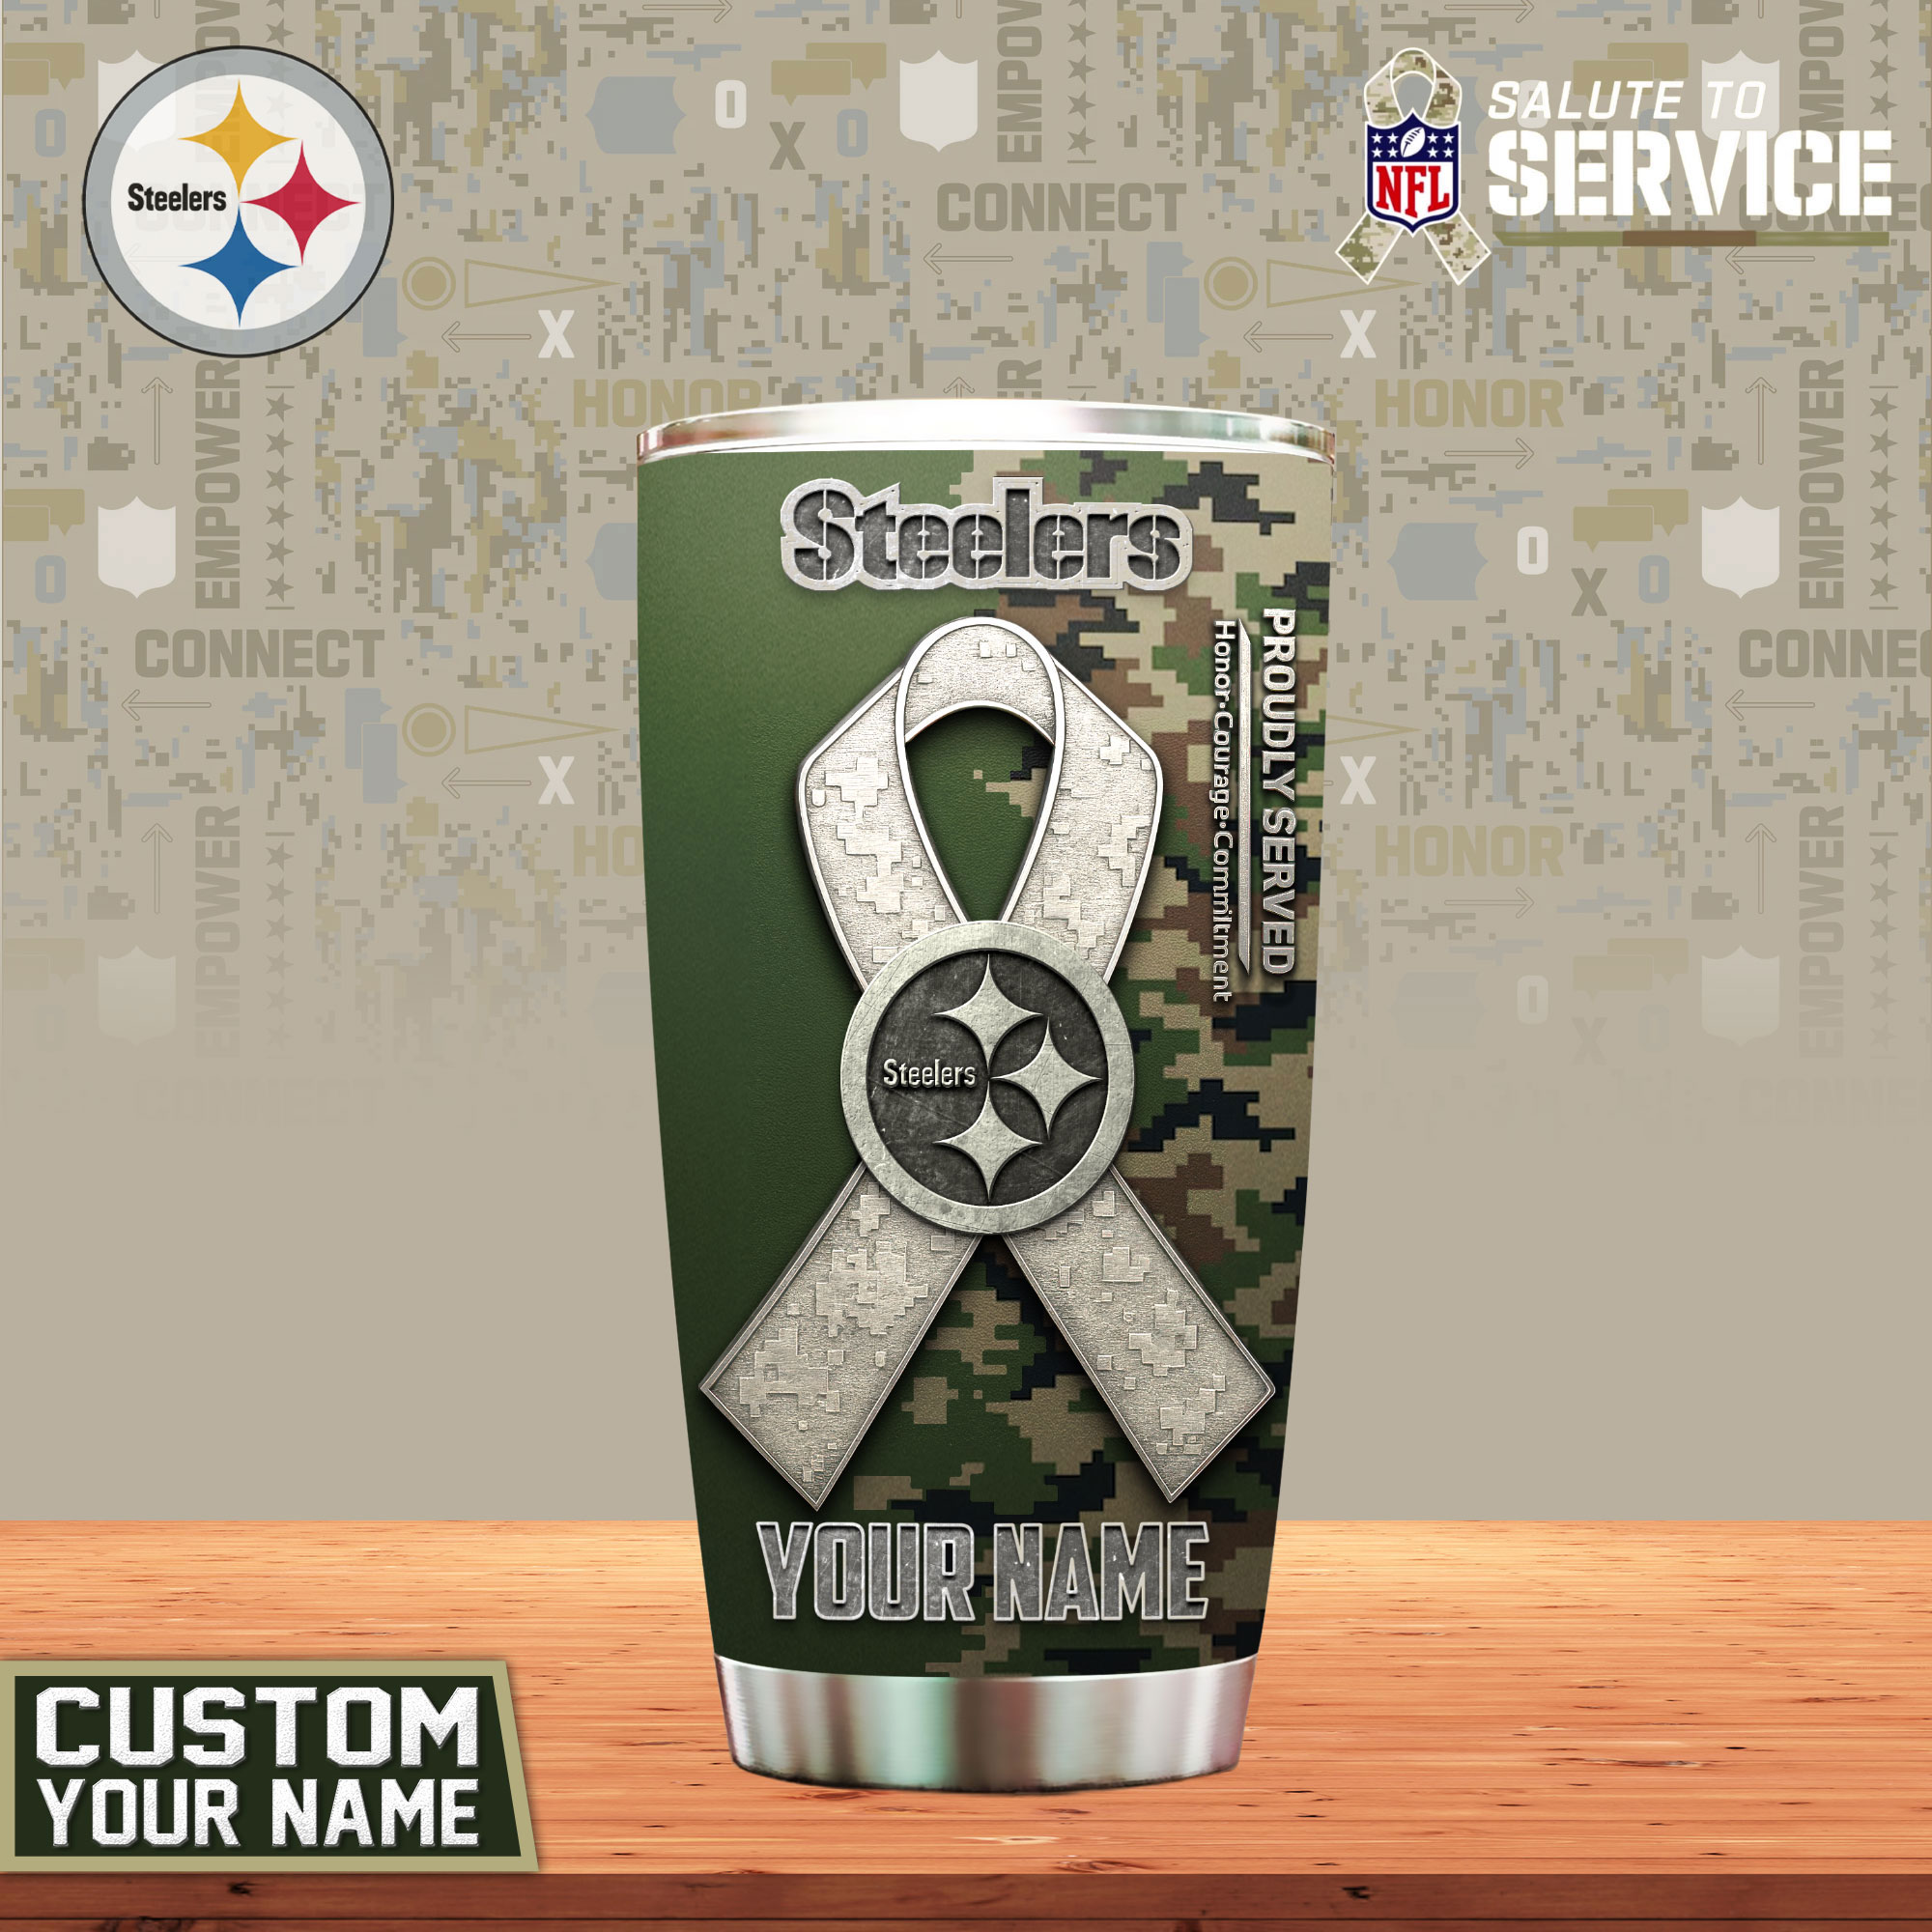 Steelers
SALUTE TO
SERVICE
NFL
EMPOWER
CONNECT
HONOR
X
O
Steelers
PROUDLY SERVED
Honor•Courage•Commitment
Steelers
YOUR NAME
CUSTOM
YOUR NAME